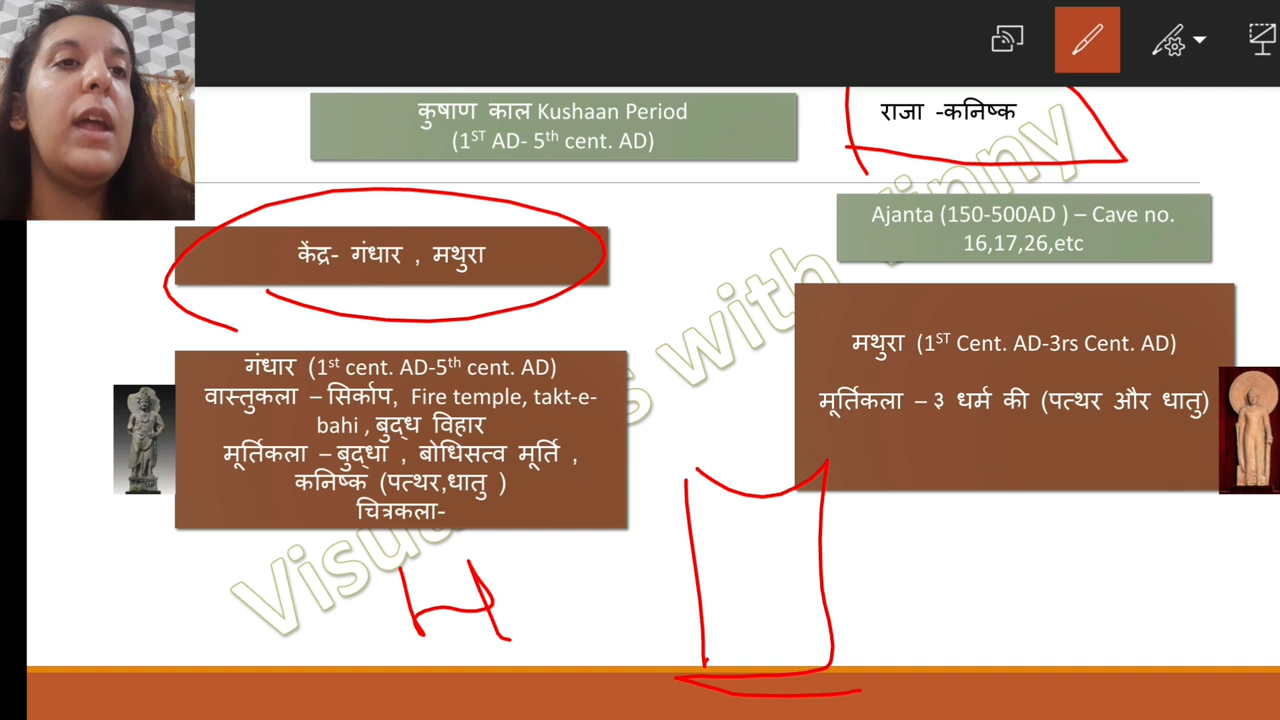 कुषाण काल Kushaan Period
(1ST AD- 5th cent. AD)
राजा -कनिष्क
केंद्र- गंधार , मथुरा
Ajanta (150-500AD ) – Cave no.
16,17,26,etc
गंधार (1st cent. AD-5th cent. AD)
वास्तुकला – सिर्काप, Fire temple, takt-e-
bahi , बुद्ध विहार
मूर्तिकला – बुद्धा , बोधिसत्व मूर्ति ,
कनिष्क (पत्थर,धातु )
चित्रकला-
मथुरा (1ST Cent. AD-3rs Cent. AD)
मूर्तिकला – ३ धर्म की (पत्थर और धातु)